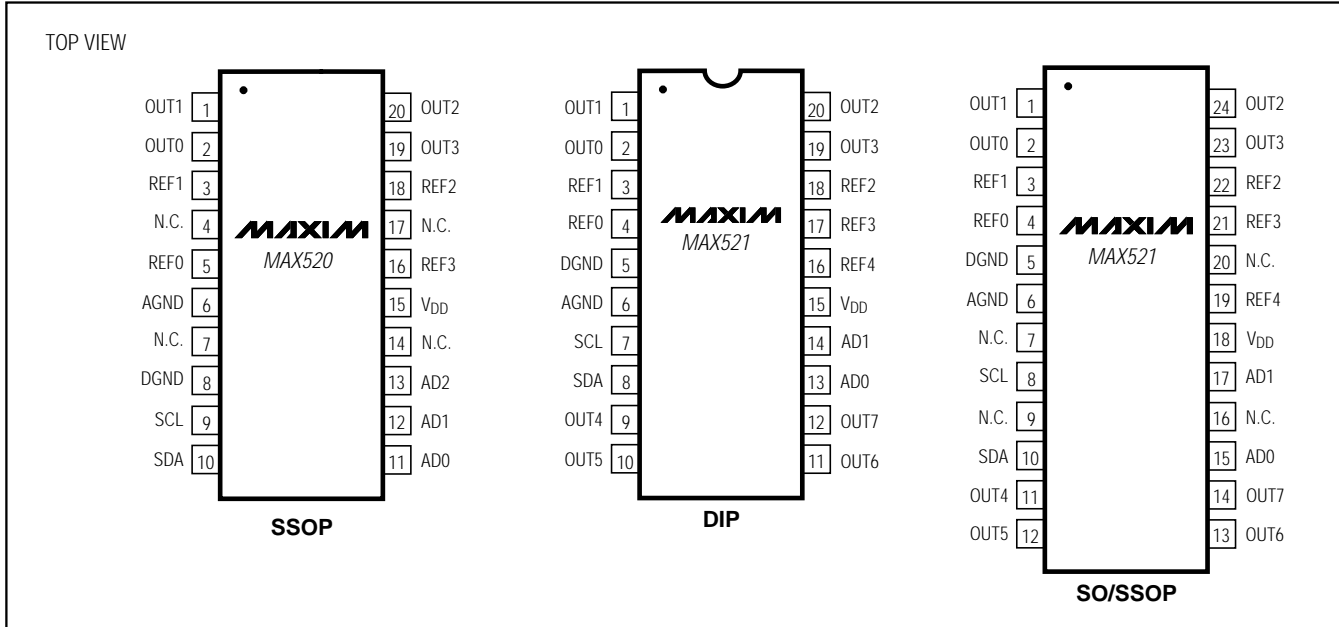 TOP VIEW
OUT1 1 20 OUT2
OUT0 2 19 OUT3
REF1 3 18 REF2
N.C. 4 17 N.C.
REF0 5 16 REF3
AGND 6 15 VDD
N.C. 7 14 N.C.
DGND 8 13 AD2
SCL 9 12 AD1
SDA 10 11 AD0
MAXIM
MAX520
SSOP
OUT1 1 20 OUT2
OUT0 2 19 OUT3
REF1 3 18 REF2
REF0 4 17 REF3
DGND 5 16 REF4
AGND 6 15 VDD
SCL 7 14 AD1
SDA 8 13 AD0
OUT4 9 12 OUT7
OUT5 10 11 OUT6
MAXIM
MAX521
DIP
OUT1 1 24 OUT2
OUT0 2 23 OUT3
REF1 3 22 REF2
REF0 4 21 REF3
DGND 5 20 N.C.
AGND 6 19 REF4
N.C. 7 18 VDD
SCL 8 17 AD1
N.C. 9 16 N.C.
SDA 10 15 AD0
OUT4 11 14 OUT7
OUT5 12 13 OUT6
MAXIM
MAX521
SO/SSOP